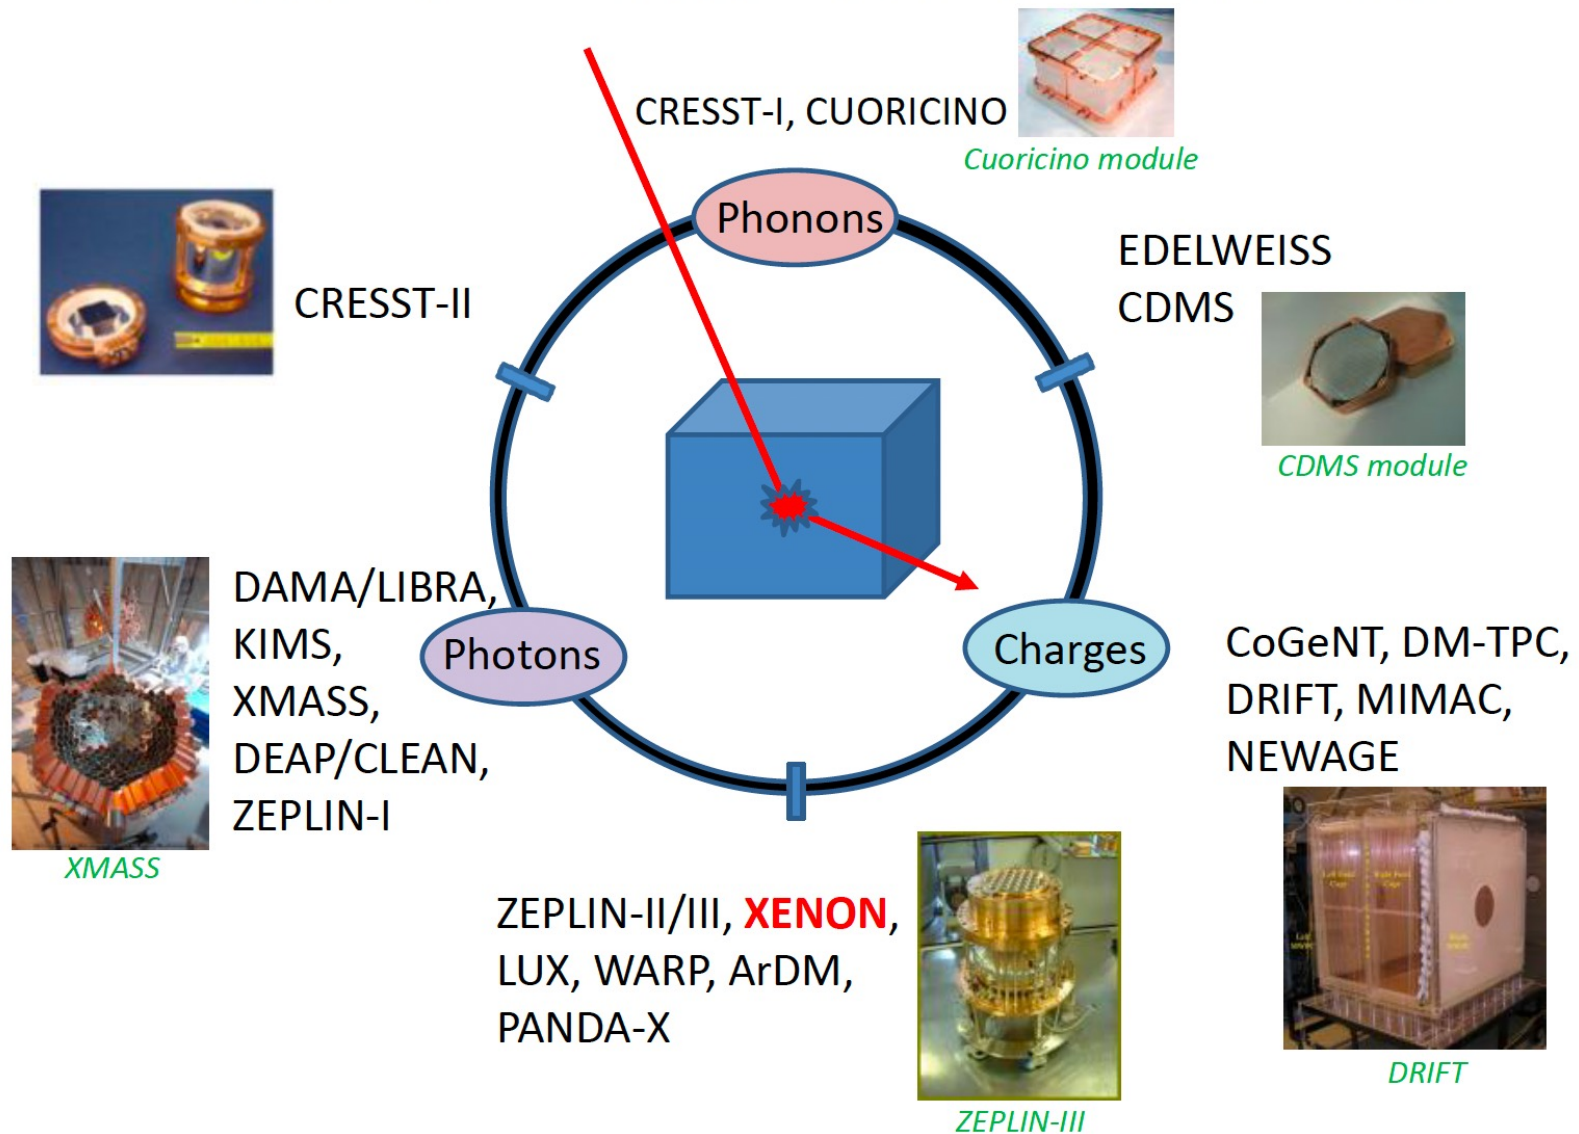 CRESST-I, CUORICINO
Cuoricino module
Phonons
EDELWEISS
CDMS
CDMS module
CRESST-II
DAMA/LIBRA,
KIMS,
XMASS,
DEAP/CLEAN,
ZEPLIN-I
XMASS
Photons
Charges
CoGeNT, DM-TPC,
DRIFT, MIMAC,
NEWAGE
DRIFT
ZEPLIN-II/III, XENON,
LUX, WARP, ArDM,
PANDA-X
ZEPLIN-III